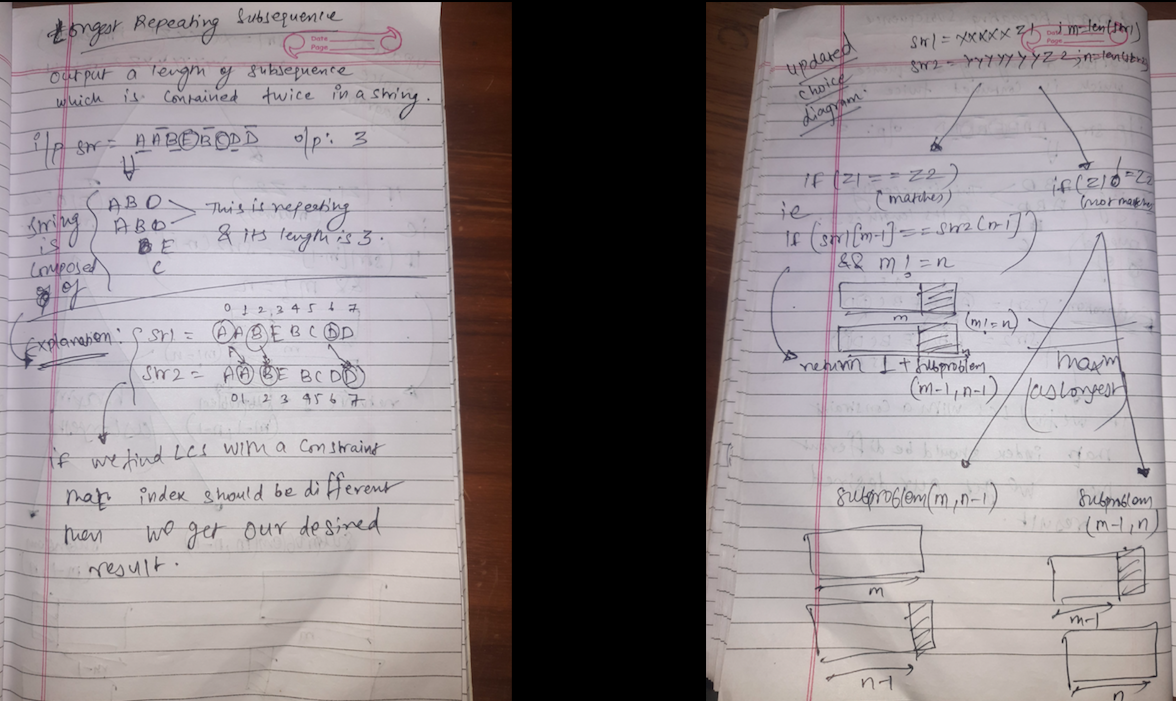 Longest Repeating Subsequence
Date
Page
output a length of subsequence
which is contained twice in a string.
i/p str = AABEBCDD o/p: 3
ABD
ABD
BE
C
This is repeating
& its length is 3.
string
is
composed
of
0 1 2 3 4 5 6 7
Explanation: str1 = AABEBCDD
str2 = AABEBCDD
0 1 2 3 4 5 6 7
if we find LCS with a constraint
that index should be different
then we get our desired
result.
updated
choice
diagram:
str1 = XXXXXZ1 ; m=len(str1)
Date
Page
str2 = YYYYYYYZ2 ; n=len(str2)
if (Z1 == Z2)
(matches)
if (Z1 != Z2
(not matches)
ie
if (str1[m-1] == str2(n-1]
&& m! = n
m
(m! = n)
return 1 + subproblem
(m-1, n-1)
maxm
(as longest)
subproblem(m, n-1)
subproblem
(m-1, n)
m
m-1
n-1
n